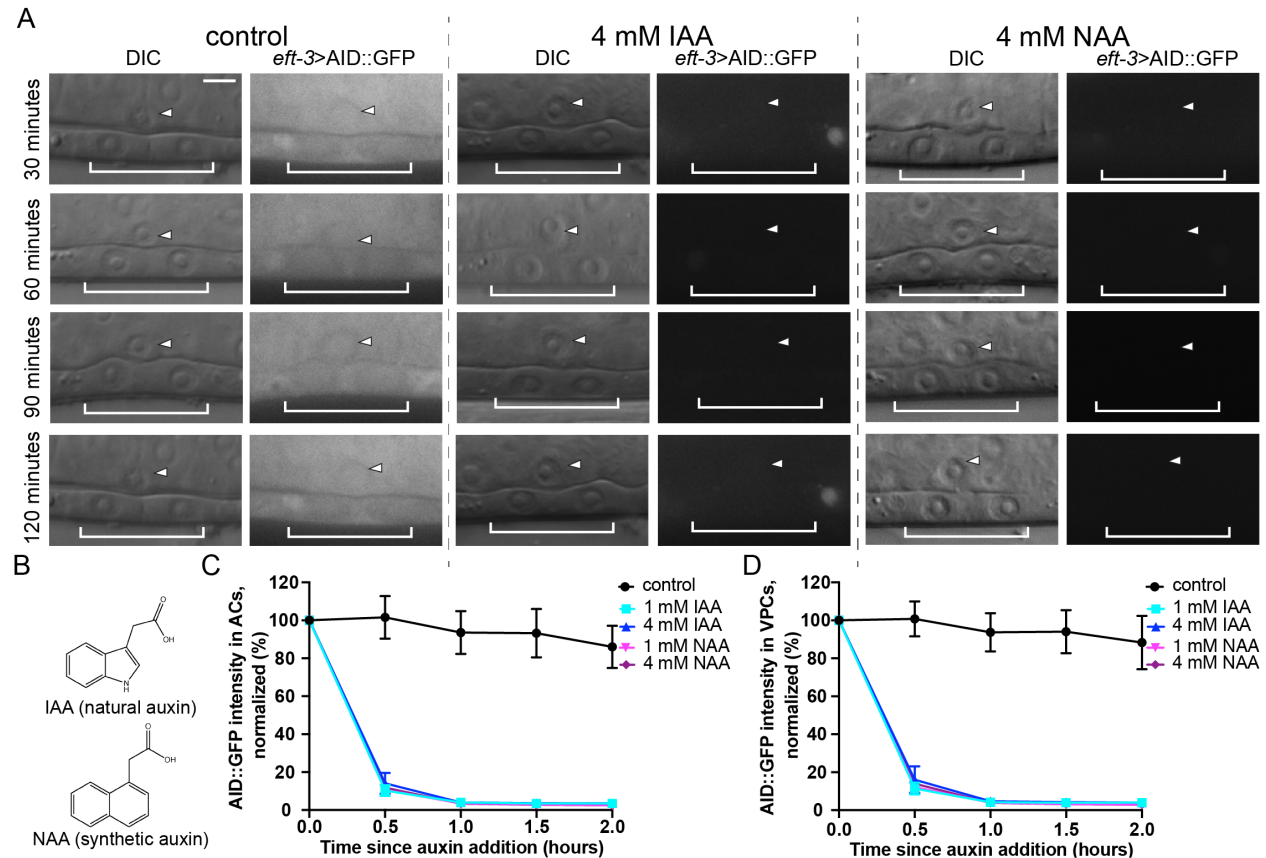 A
control
4 mM IAA
4 mM NAA
DIC
eft-3>AID::GFP
DIC
eft-3>AID::GFP
DIC
eft-3>AID::GFP
30 minutes
60 minutes
90 minutes
120 minutes
B
O
OH
N
H
IAA (natural auxin)
O
OH
NAA (synthetic auxin)
C
AID::GFP intensity in ACs,
normalized (%)
120
100
80
60
40
20
0
0.0
0.5
1.0
1.5
2.0
Time since auxin addition (hours)
control
1 mM IAA
4 mM IAA
1 mM NAA
4 mM NAA
D
AID::GFP intensity in VPCs,
normalized (%)
120
100
80
60
40
20
0
0.0
0.5
1.0
1.5
2.0
Time since auxin addition (hours)
control
1 mM IAA
4 mM IAA
1 mM NAA
4 mM NAA